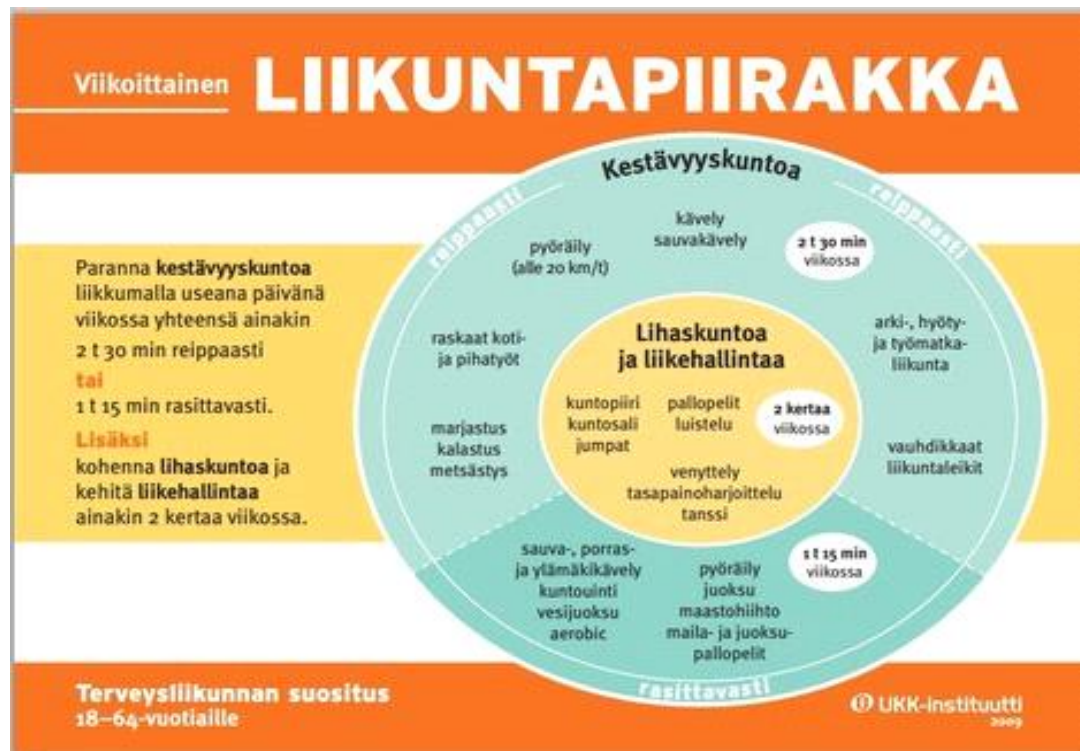 Viikoittainen LIIKUNTAPIIRAKKA
Paranna kestävyyskuntoa
liikkumalla useana päivänä
viikossa yhteensä ainakin
2 t 30 min reippaasti
tai
1 t 15 min rasittavasti.
Lisäksi
kohenna lihaskuntoa ja
kehitä liikehallintaa
ainakin 2 kertaa viikossa.
Kestävyyskuntoa
reippaasti
reippaasti
kävely
sauvakävely
2 t 30 min
viikossa
pyöräily
(alle 20 km/t)
raskaat koti-
ja pihatyöt
arki-, hyöty-
ja työmatka-
liikunta
marjastus
kalastus
metsästys
vauhdikkaat
liikuntaleikit
Lihaskuntoa
ja liikehallintaa
kuntopiiri
kuntosali
jumpat
pallopelit
luistelu
2 kertaa
viikossa
venyttely
tasapainoharjoittelu
tanssi
sauva-, porras-
ja ylämäkikävely
kuntouinti
vesijuoksu
aerobic
pyöräily
juoksu
maastohiihto
maila- ja juoksu-
pallopelit
1 t 15 min
viikossa
rasittavasti
Terveysliikunnan suositus
18–64-vuotiaille
UKK-instituutti
2009